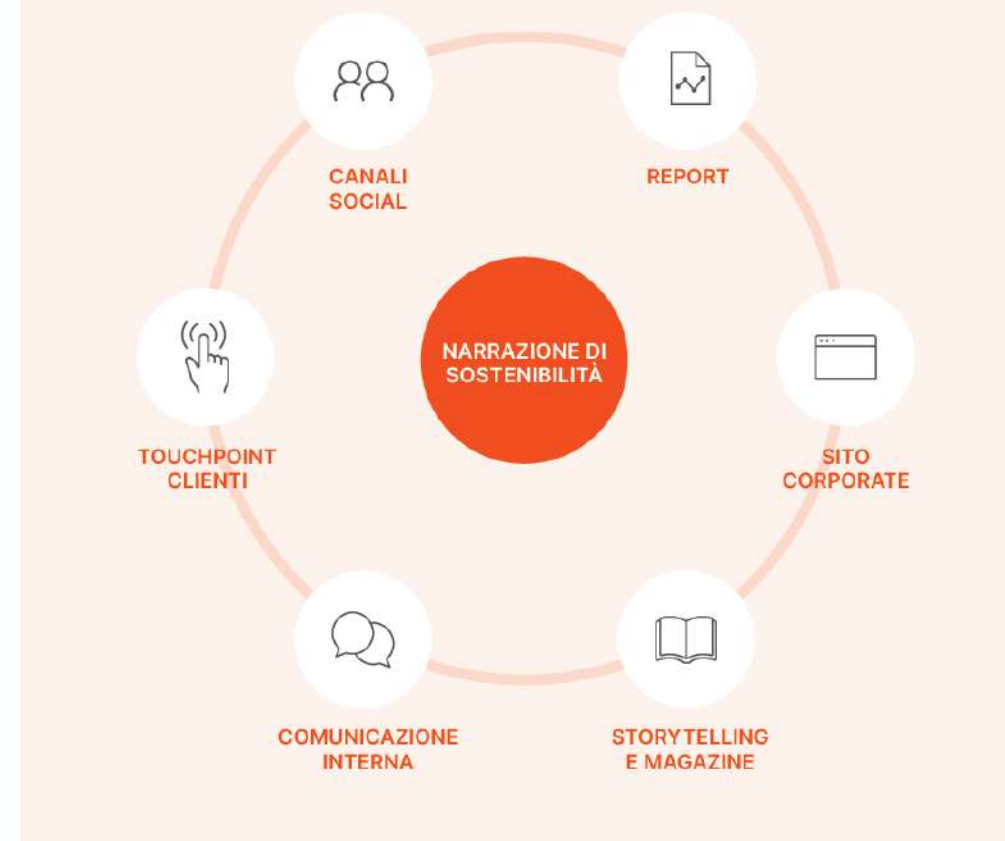 CANALI
SOCIAL
REPORT
NARRAZIONE DI
SOSTENIBILITÀ
TOUCHPOINT
CLIENTI
SITO
CORPORATE
COMUNICAZIONE
INTERNA
STORYTELLING
E MAGAZINE